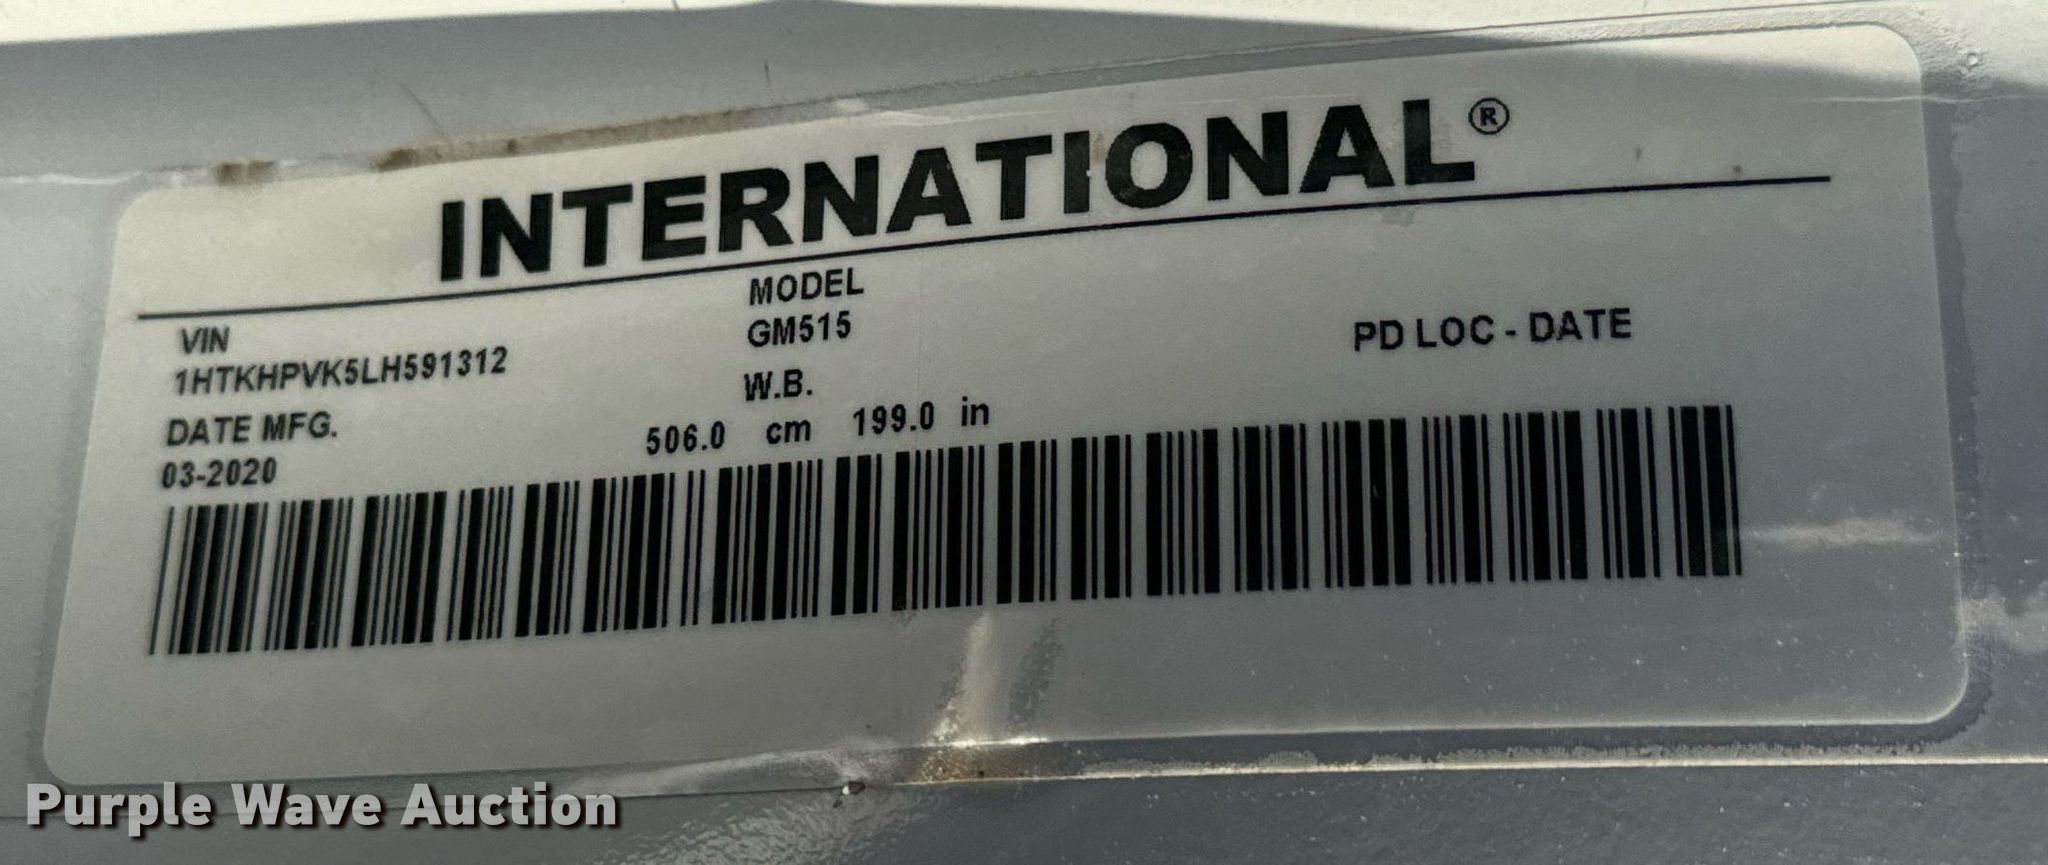 INTERNATIONAL®
VIN
1HTKHPVK5LH591312
DATE MFG.
03-2020
MODEL
GM515
W.B.
506.0 cm 199.0 in
PD LOC - DATE
Purple Wave Auction